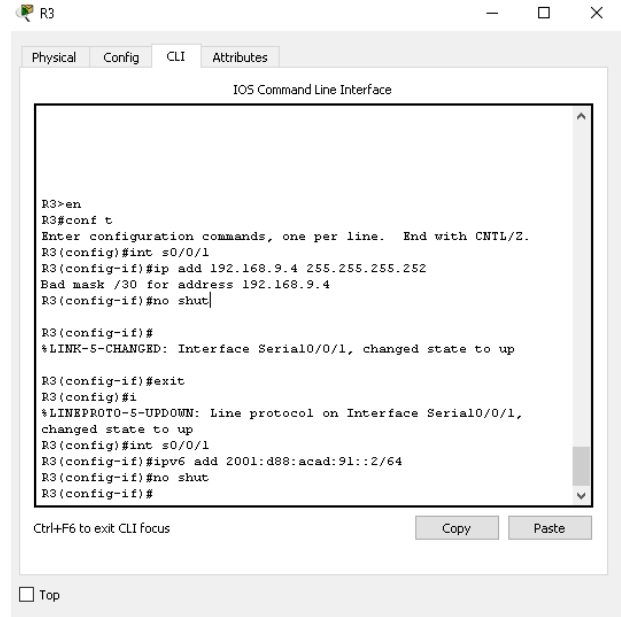 R3
Physical Config CLI Attributes
IOS Command Line Interface
R3>en
R3#conf t
Enter configuration commands, one per line.  End with CNTL/Z.
R3(config)#int s0/0/1
R3(config-if)#ip add 192.168.9.4 255.255.255.252
Bad mask /30 for address 192.168.9.4
R3(config-if)#no shut
R3(config-if)#
%LINK-5-CHANGED: Interface Serial0/0/1, changed state to up
R3(config-if)#exit
R3(config)#i
%LINEPROTO-5-UPDOWN: Line protocol on Interface Serial0/0/1,
changed state to up
R3(config)#int s0/0/1
R3(config-if)#ipv6 add 2001:d88:acad:91::2/64
R3(config-if)#no shut
R3(config-if)#
Ctrl+F6 to exit CLI focus Copy Paste
Top